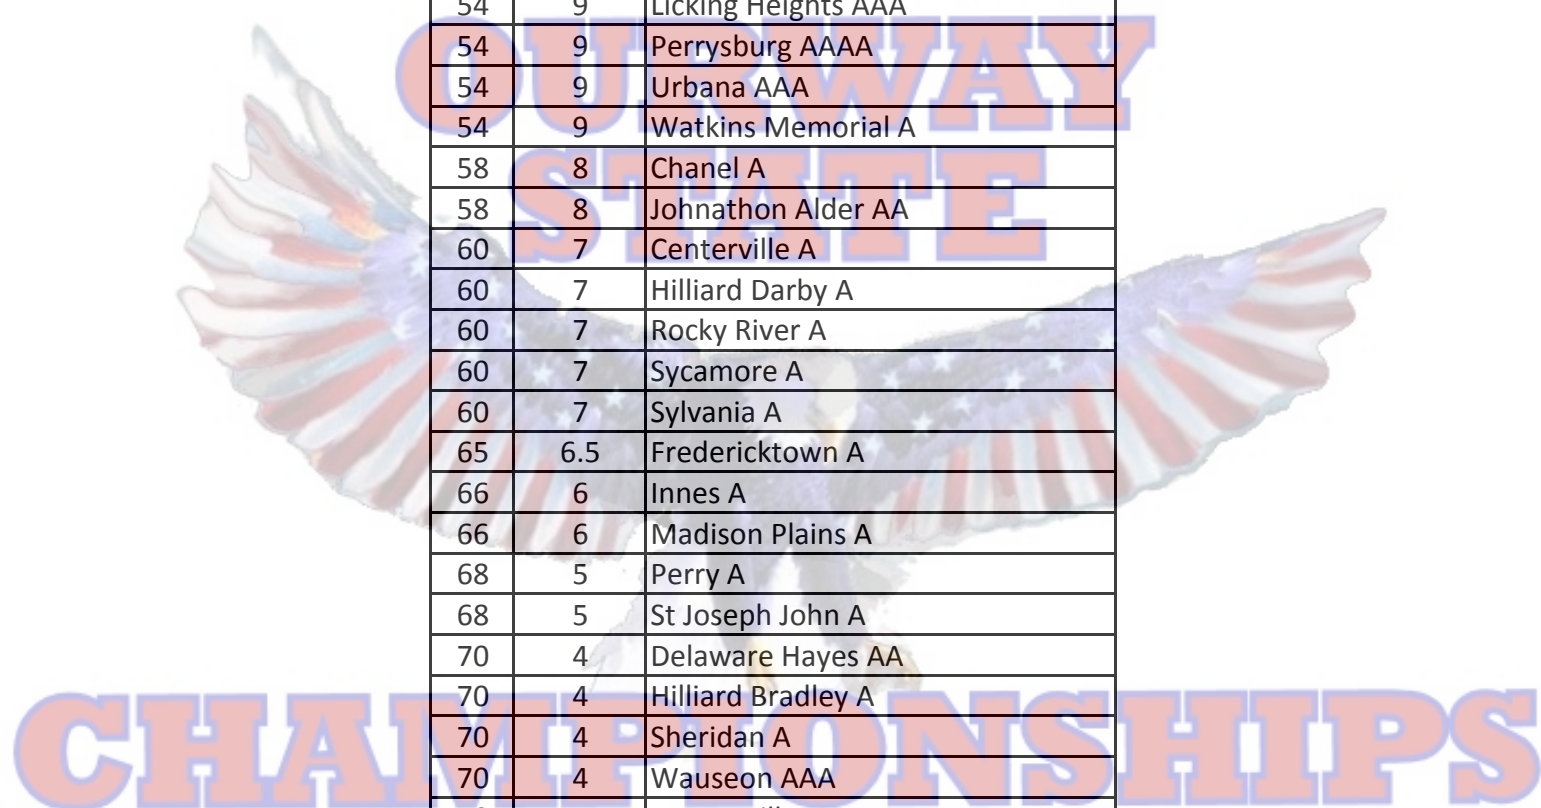 54 9 Licking Heights AAA
54 9 Perrysburg AAAA
54 9 Urbana AAA
54 9 Watkins Memorial A
58 8 Chanel A
58 8 Johnathon Alder AA
60 7 Centerville A
60 7 Hilliard Darby A
60 7 Rocky River A
60 7 Sycamore A
60 7 Sylvania A
65 6.5 Fredericktown A
66 6 Innes A
66 6 Madison Plains A
68 5 Perry A
68 5 St Joseph John A
70 4 Delaware Hayes AA
70 4 Hilliard Bradley A
70 4 Sheridan A
70 4 Wauseon AAA
OURWAY
STATE
CHAMPIONSHIPS